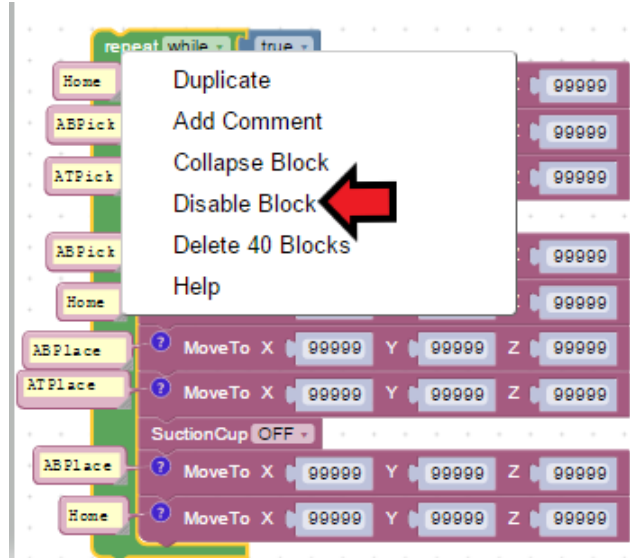 repeat while true
Home Duplicate 99999
ABPick Add Comment 99999
ATPick Collapse Block 99999
Disable Block
ABPick Delete 40 Blocks 99999
Home Help 99999
ABPlace ? MoveTo X 99999 Y 99999 Z 99999
ATPlace ? MoveTo X 99999 Y 99999 Z 99999
SuctionCup OFF
ABPlace ? MoveTo X 99999 Y 99999 Z 99999
Home ? MoveTo X 99999 Y 99999 Z 99999